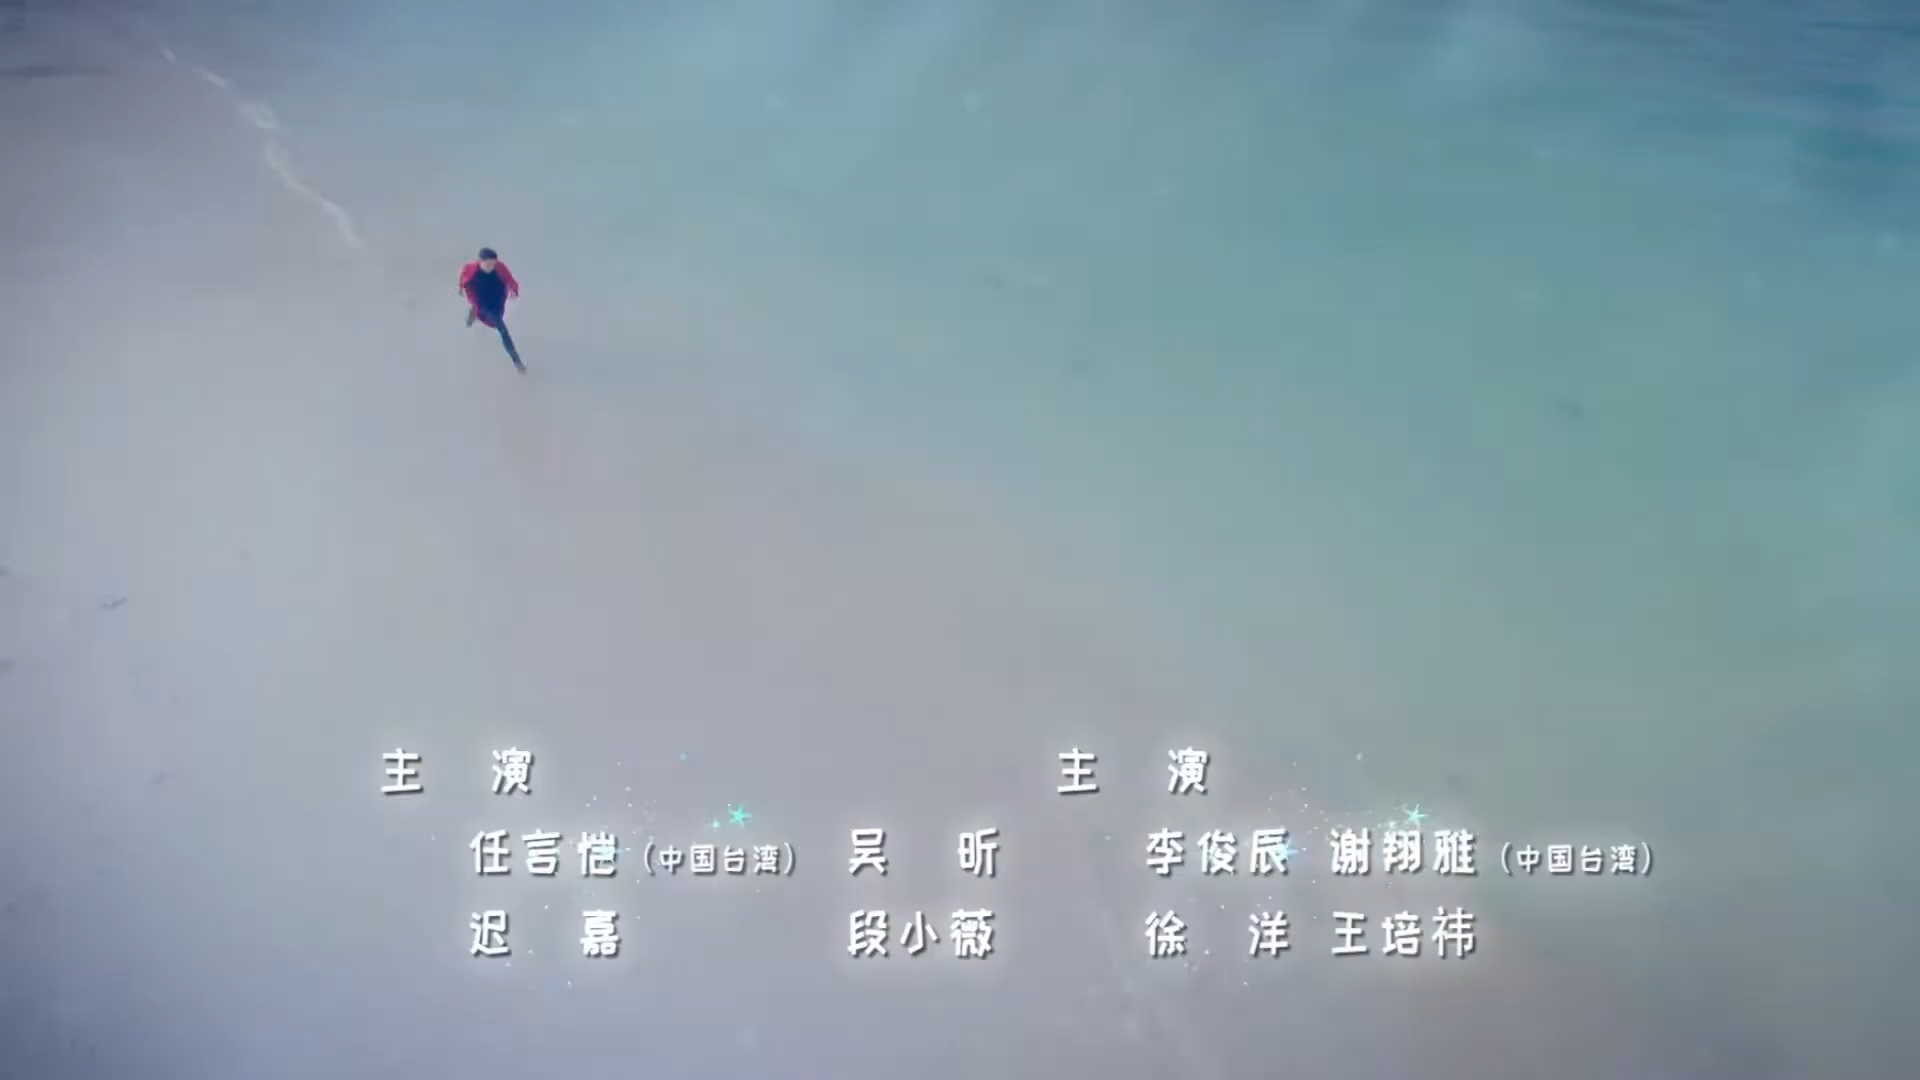 主 演
任言恺（中国台湾） 吴 昕
迟 嘉 段小薇
主 演
李俊辰 谢翔雅（中国台湾）
徐 洋 王培祎